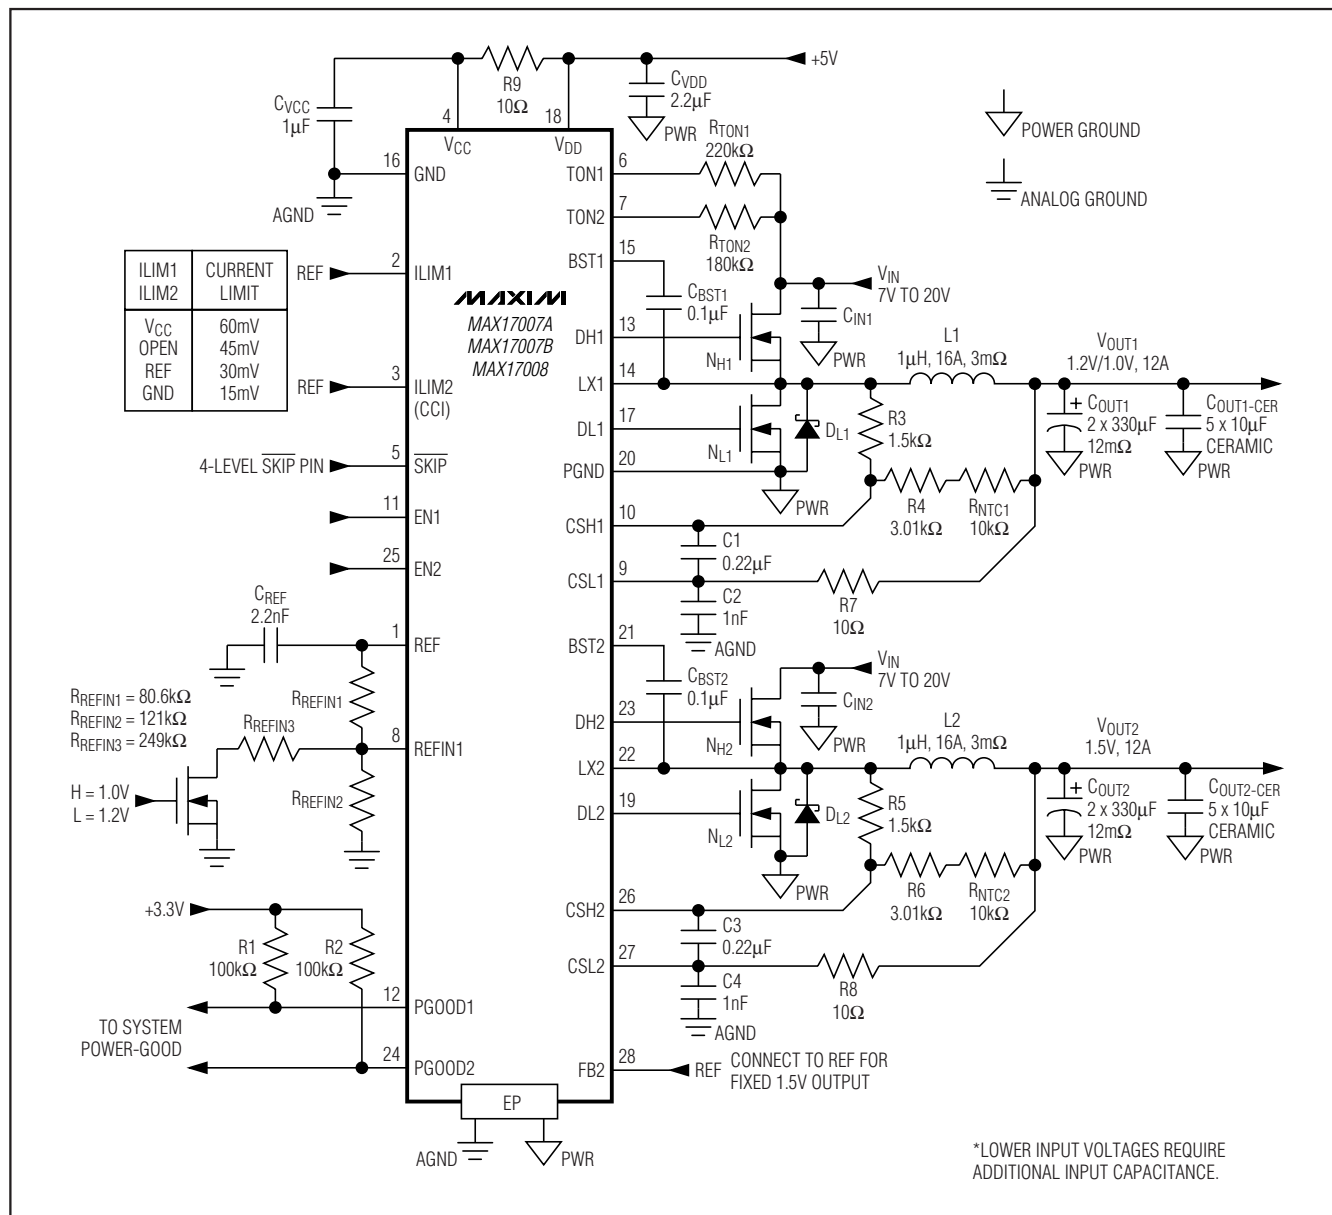 +5V
R9
10Ω
CVCC
1µF
CVDD
2.2µF
PWR
4
18
VCC
VDD
16
GND
AGND
RTON1
220kΩ
6
TON1
7
TON2
RTON2
180kΩ
POWER GROUND
ANALOG GROUND
ILIM1
ILIM2
CURRENT
LIMIT
VCC 60mV
OPEN 45mV
REF 30mV
GND 15mV
REF
2
ILIM1
REF
3
ILIM2
(CCI)
MAXIM
MAX17007A
MAX17007B
MAX17008
15
BST1
CBST1
0.1µF
VIN
7V TO 20V
CIN1
PWR
13
DH1
NH1
14
LX1
L1
1µH, 16A, 3mΩ
VOUT1
1.2V/1.0V, 12A
17
DL1
NL1
DL1
R3
1.5kΩ
+
COUT1
2 x 330µF
12mΩ
PWR
COUT1-CER
5 x 10µF
CERAMIC
PWR
20
PGND
PWR
R4
3.01kΩ
RNTC1
10kΩ
4-LEVEL SKIP PIN
5
SKIP
11
EN1
25
EN2
10
CSH1
C1
0.22µF
9
CSL1
C2
1nF
AGND
R7
10Ω
CREF
2.2nF
1
REF
RREFIN1 = 80.6kΩ
RREFIN2 = 121kΩ
RREFIN3 = 249kΩ
RREFIN1
RREFIN3
8
REFIN1
H = 1.0V
L = 1.2V
RREFIN2
21
BST2
CBST2
0.1µF
VIN
7V TO 20V
CIN2
PWR
23
DH2
NH2
22
LX2
L2
1µH, 16A, 3mΩ
VOUT2
1.5V, 12A
19
DL2
NL2
DL2
R5
1.5kΩ
+
COUT2
2 x 330µF
12mΩ
PWR
COUT2-CER
5 x 10µF
CERAMIC
PWR
PWR
R6
3.01kΩ
RNTC2
10kΩ
26
CSH2
C3
0.22µF
27
CSL2
C4
1nF
AGND
R8
10Ω
+3.3V
R1
100kΩ
R2
100kΩ
12
PGOOD1
TO SYSTEM
POWER-GOOD
24
PGOOD2
28
FB2
REF
CONNECT TO REF FOR
FIXED 1.5V OUTPUT
EP
AGND
PWR
*LOWER INPUT VOLTAGES REQUIRE
ADDITIONAL INPUT CAPACITANCE.